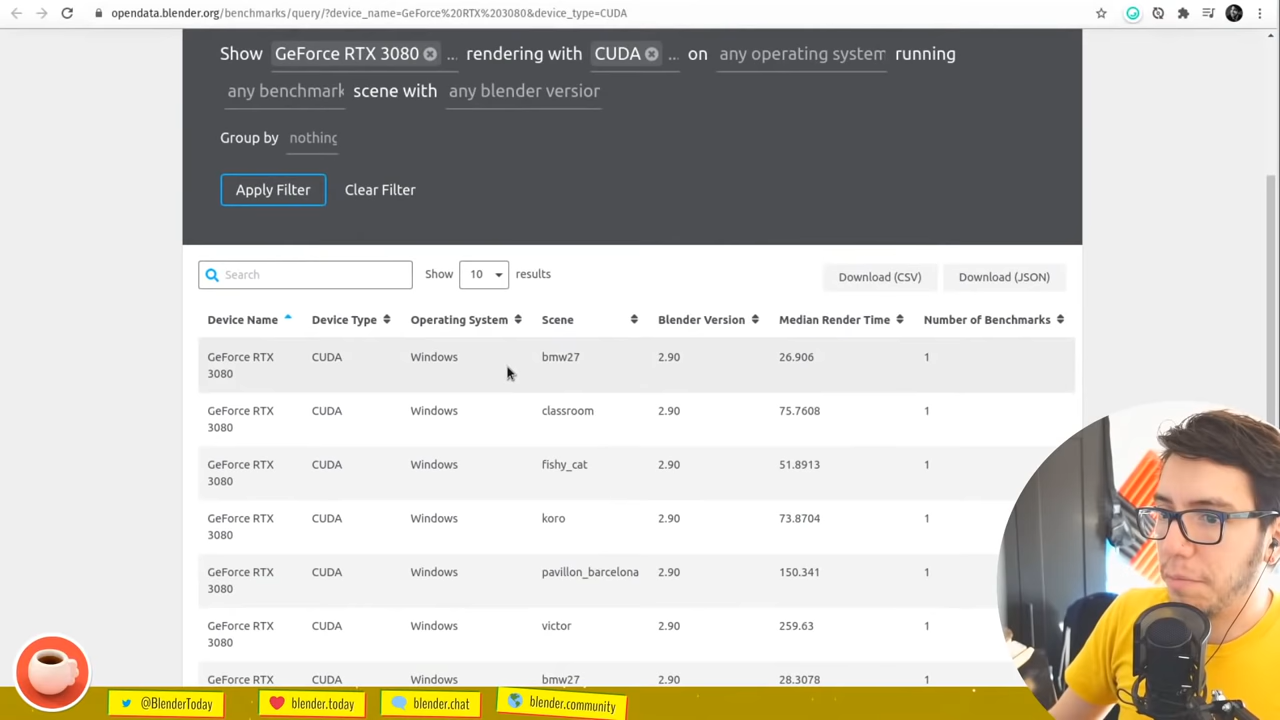 opendata.blender.org/benchmarks/query/?device_name=GeForce%20RTX%203080&device_type=CUDA
Show GeForce RTX 3080 ... rendering with CUDA ... on any operating system running
any benchmark scene with any blender version
Group by nothing
Apply Filter Clear Filter
Search Show 10 results Download (CSV) Download (JSON)
Device Name Device Type Operating System Scene Blender Version Median Render Time Number of Benchmarks
GeForce RTX 3080 CUDA Windows bmw27 2.90 26.906 1
GeForce RTX 3080 CUDA Windows classroom 2.90 75.7608 1
GeForce RTX 3080 CUDA Windows fishy_cat 2.90 51.8913 1
GeForce RTX 3080 CUDA Windows koro 2.90 73.8704 1
GeForce RTX 3080 CUDA Windows pavillon_barcelona 2.90 150.341 1
GeForce RTX 3080 CUDA Windows victor 2.90 259.63 1
GeForce RTX CUDA Windows bmw27 2.90 28.3078 1
@BlenderToday blender.today blender.chat blender.community